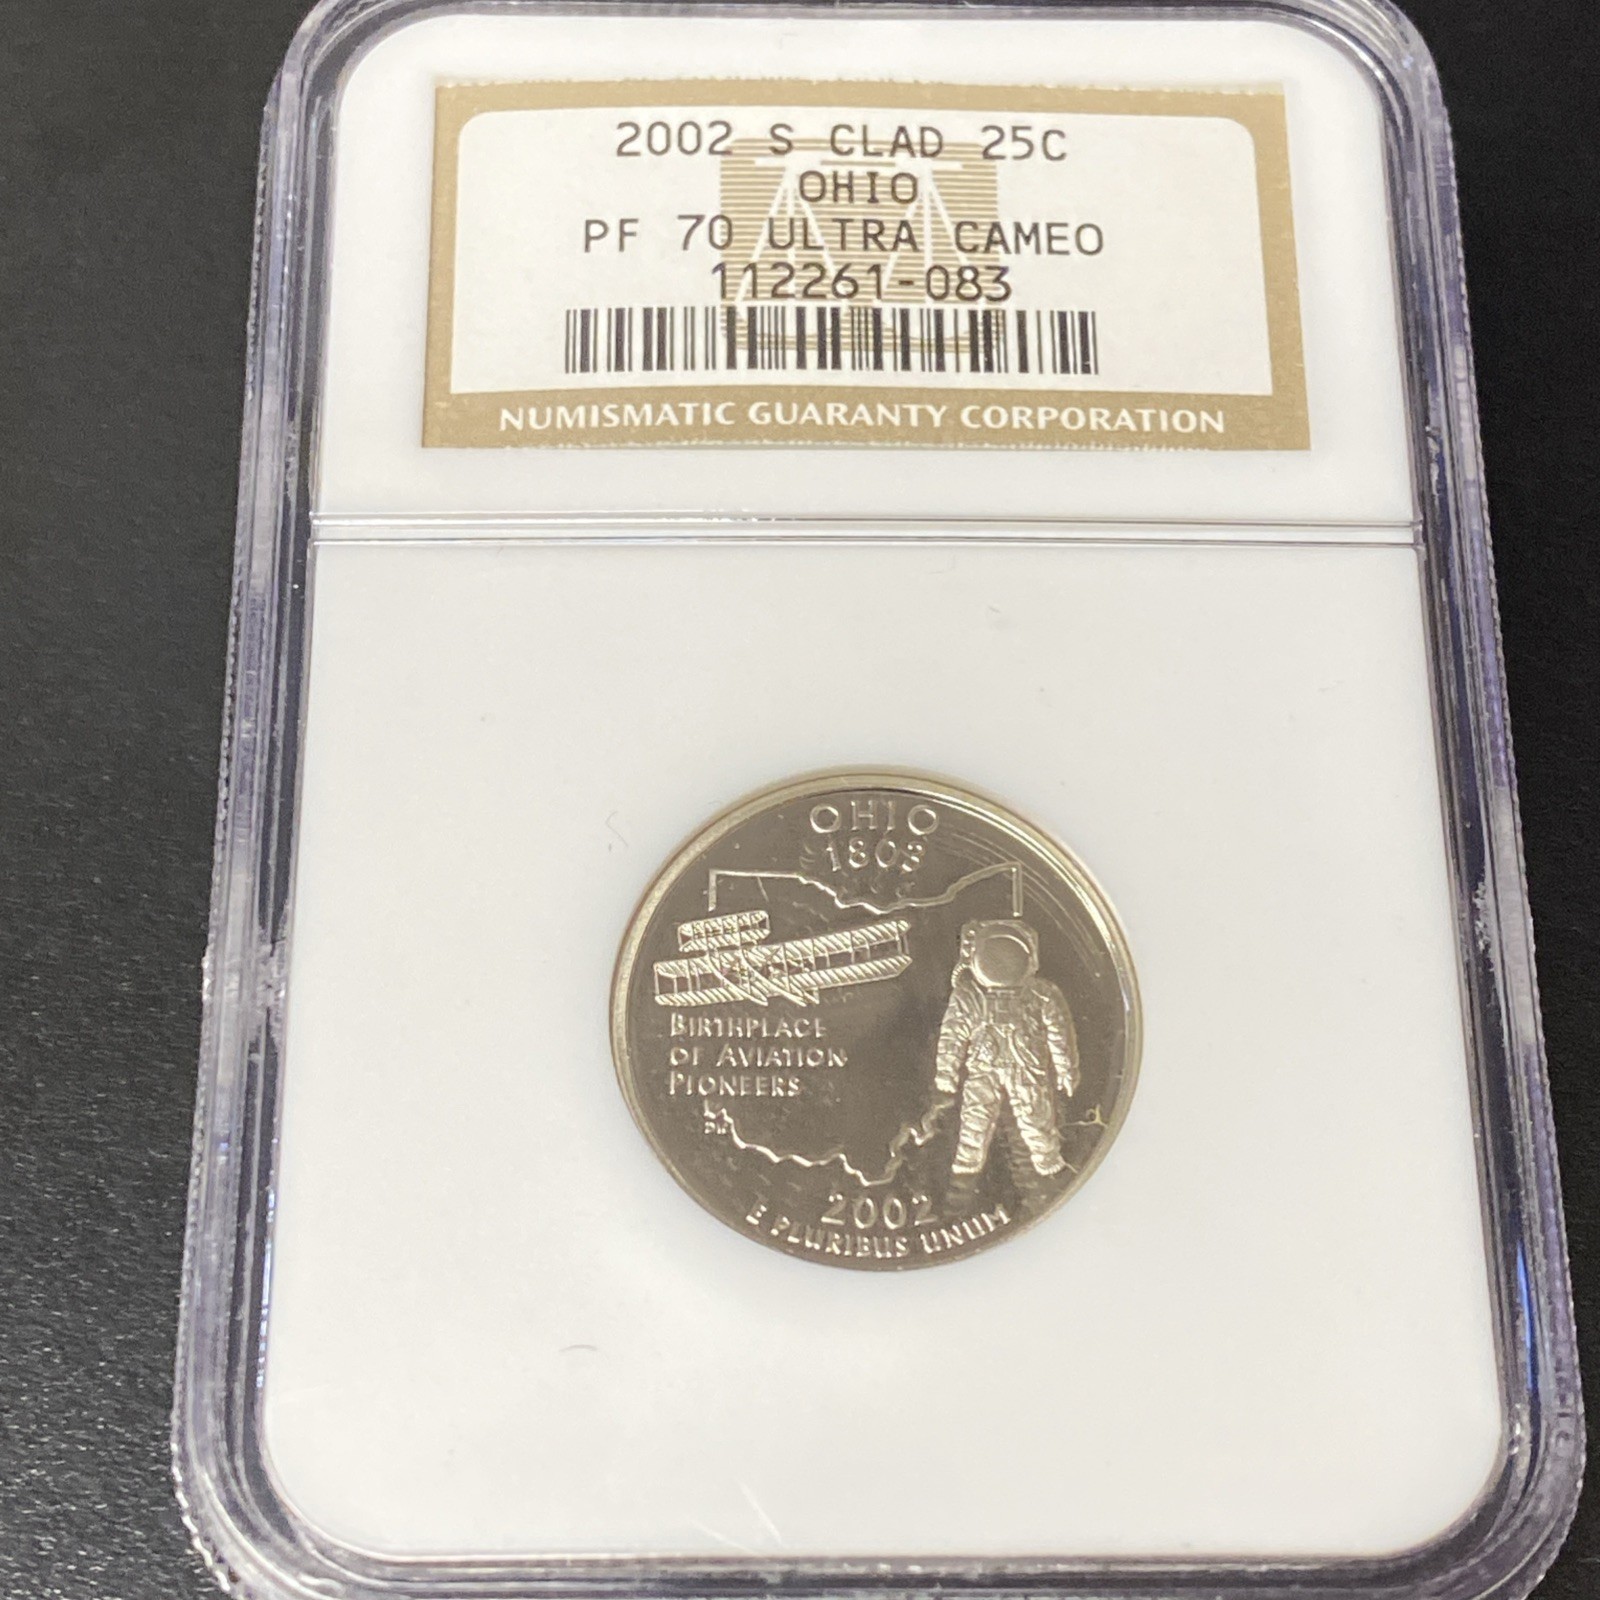 2002 S CLAD 25C
OHIO
PF 70 ULTRA CAMEO
112261-083
NUMISMATIC GUARANTY CORPORATION
OHIO
1803
BIRTHPLACE
OF AVIATION
PIONEERS
2002
E PLURIBUS UNUM